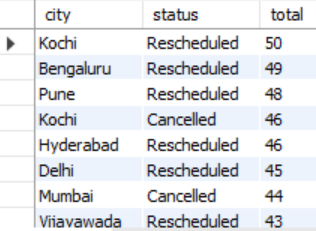 city status total
Kochi Rescheduled 50
Bengaluru Rescheduled 49
Pune Rescheduled 48
Kochi Cancelled 46
Hyderabad Rescheduled 46
Delhi Rescheduled 45
Mumbai Cancelled 44
Vijayawada Rescheduled 43